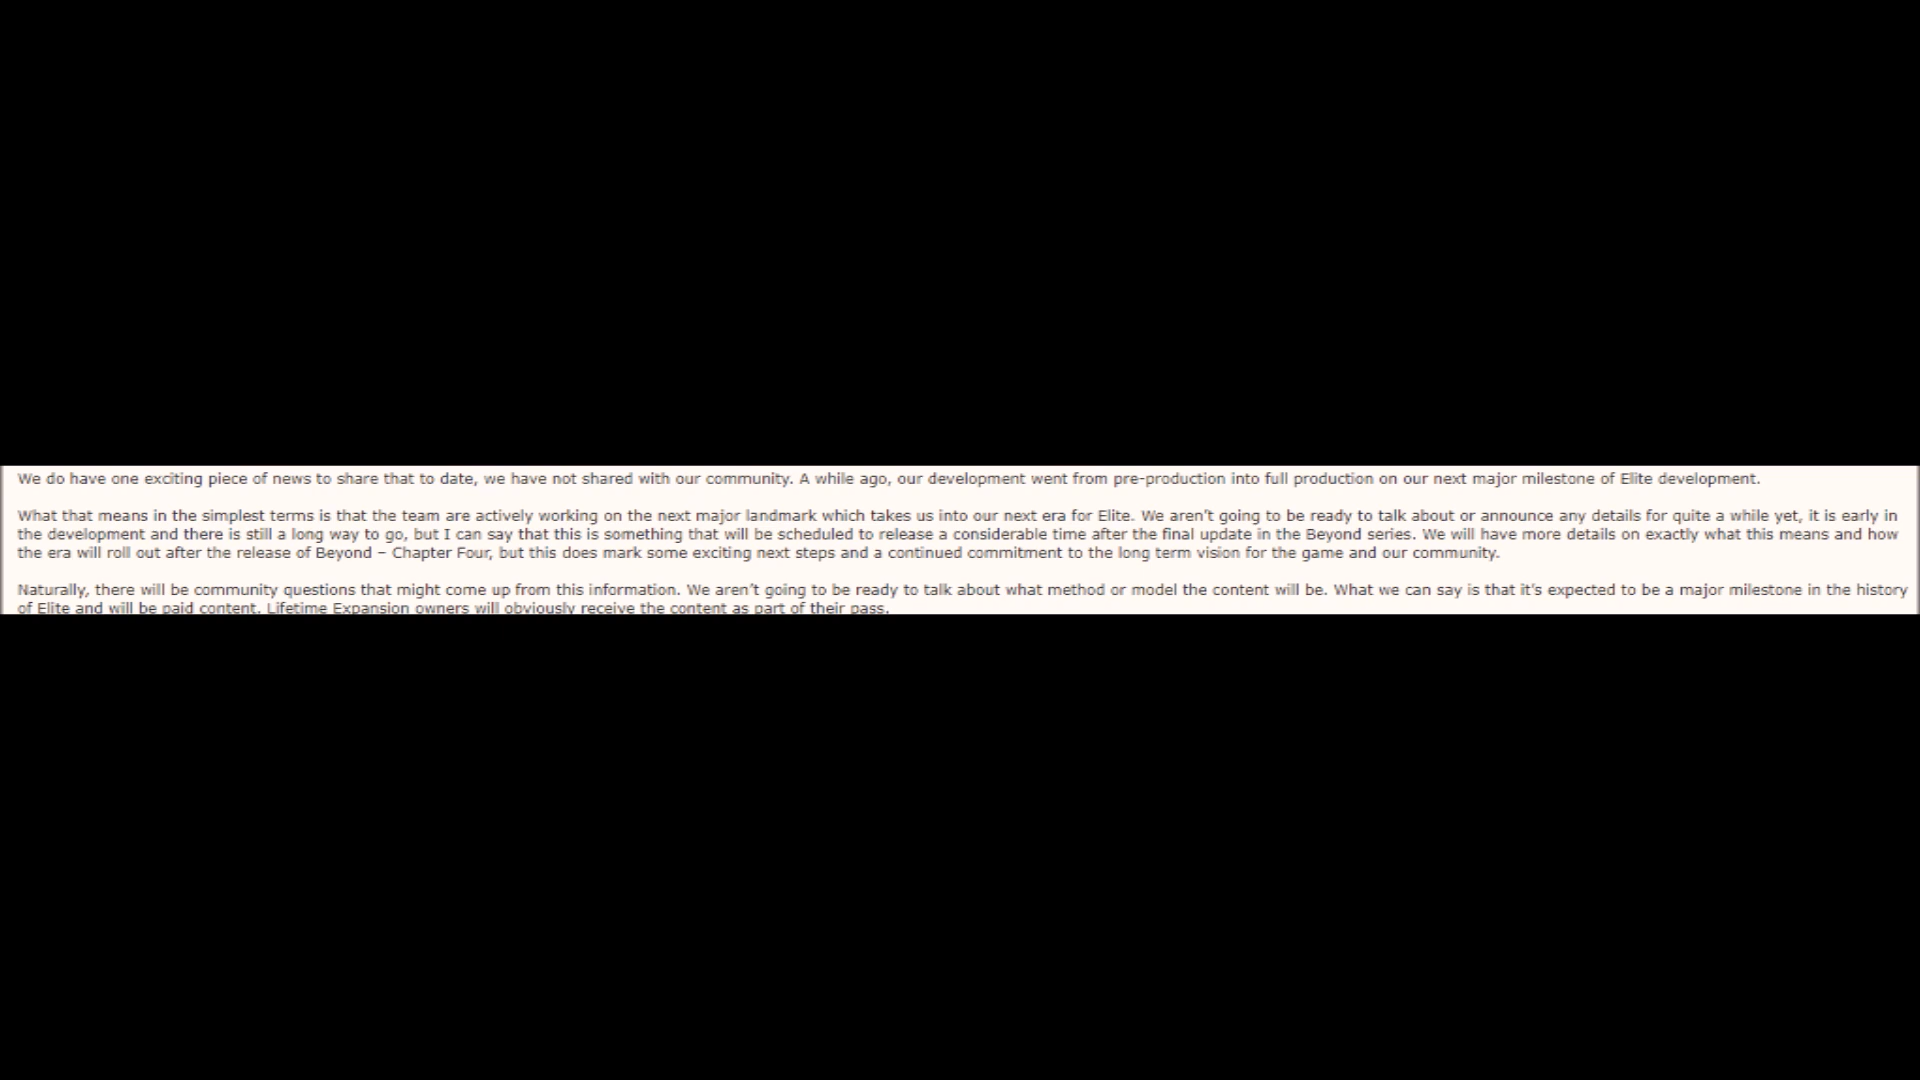 We do have one exciting piece of news to share that to date, we have not shared with our community. A while ago, our development went from pre-production into full production on our next major milestone of Elite development.
What that means in the simplest terms is that the team are actively working on the next major landmark which takes us into our next era for Elite. We aren't going to be ready to talk about or announce any details for quite a while yet, it is early in
the development and there is still a long way to go, but I can say that this is something that will be scheduled to release a considerable time after the final update in the Beyond series. We will have more details on exactly what this means and how
the era will roll out after the release of Beyond – Chapter Four, but this does mark some exciting next steps and a continued commitment to the long term vision for the game and our community.
Naturally, there will be community questions that might come up from this information. We aren't going to be ready to talk about what method or model the content will be. What we can say is that it's expected to be a major milestone in the history
of Elite and will be paid content. Lifetime Expansion owners will obviously receive the content as part of their pass.